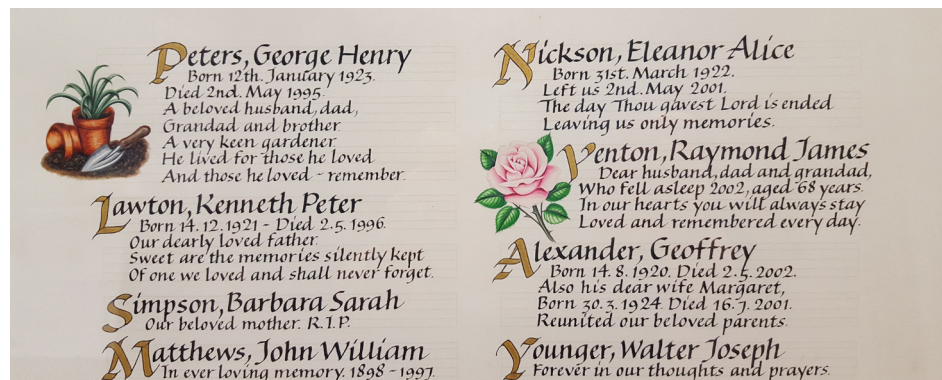 Peters, George Henry
Born 12th. January 1923.
Died 2nd. May 1995.
A beloved husband, dad,
Grandad and brother.
A very keen gardener.
He lived for those he loved
And those he loved ~ remember.
Lawton, Kenneth Peter
Born 14.12.1921 - Died 2.5.1996.
Our dearly loved father.
Sweet are the memories silently kept
Of one we loved and shall never forget.
Simpson, Barbara Sarah
Our beloved mother. R.I.P.
Matthews, John William
In ever loving memory. 1898 - 1997.
Nickson, Eleanor Alice
Born 31st. March 1922.
Left us 2nd. May 2001.
The day Thou gavest Lord is ended
Leaving us only memories.
Venton, Raymond James
Dear husband, dad and grandad,
Who fell asleep 2002, aged 68 years.
In our hearts you will always stay
Loved and remembered every day.
Alexander, Geoffrey
Born 14.8.1920. Died 2.5.2002.
Also his dear wife Margaret,
Born 30.3.1924 Died 16.7.2001.
Reunited our beloved parents.
Younger, Walter Joseph
Forever in our thoughts and prayers.